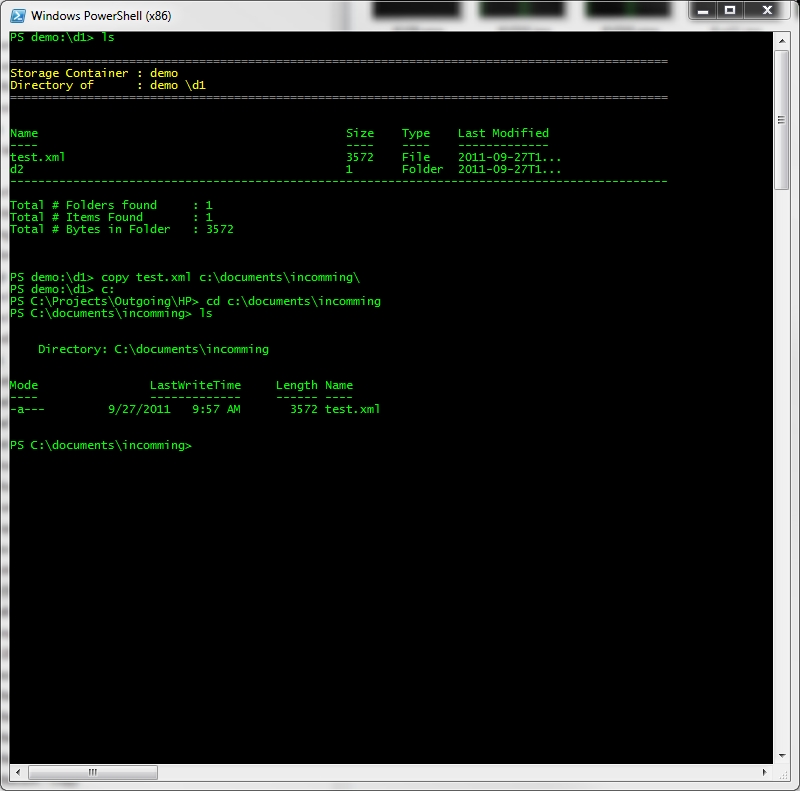 Windows PowerShell (x86)
PS demo:\d1> ls
==============================================================================================
Storage Container : demo
Directory of      : demo \d1
==============================================================================================
Name                                            Size    Type    Last Modified
----                                            ----    ----    -------------
test.xml                                        3572    File    2011-09-27T1...
d2                                              1       Folder  2011-09-27T1...
----------------------------------------------------------------------------------------------
Total # Folders found     : 1
Total # Items Found       : 1
Total # Bytes in Folder   : 3572
PS demo:\d1> copy test.xml c:\documents\incomming\
PS demo:\d1> c:
PS C:\Projects\Outgoing\HP> cd c:\documents\incomming
PS C:\documents\incomming> ls
    Directory: C:\documents\incomming
Mode                LastWriteTime     Length Name
----                -------------     ------ ----
-a---         9/27/2011   9:57 AM       3572 test.xml
PS C:\documents\incomming>